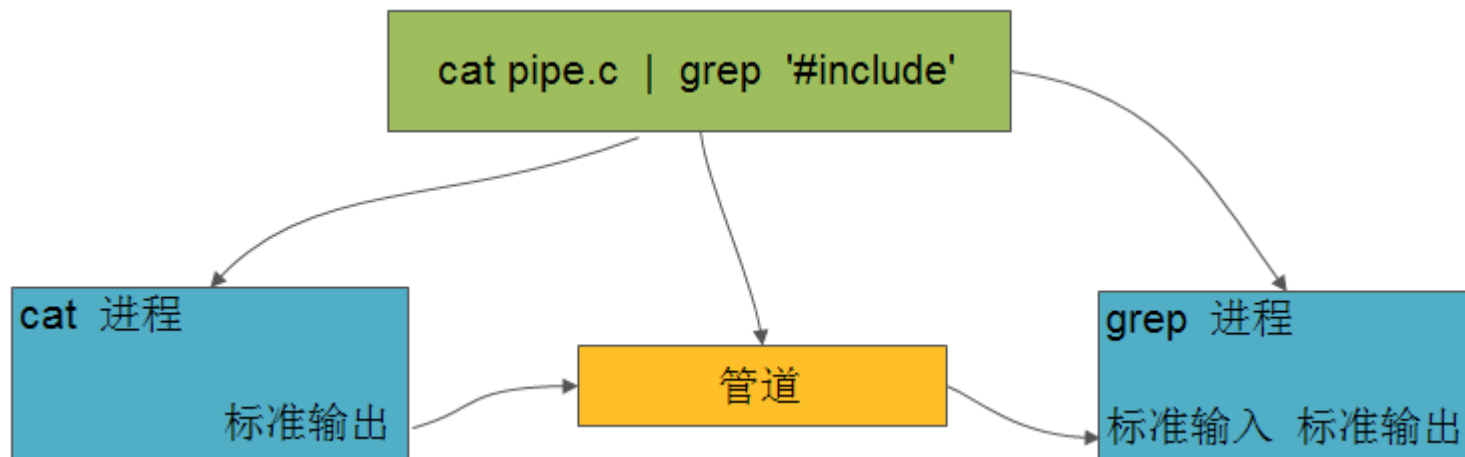 cat pipe.c | grep '#include'
cat 进程
标准输出
管道
grep 进程
标准输入 标准输出